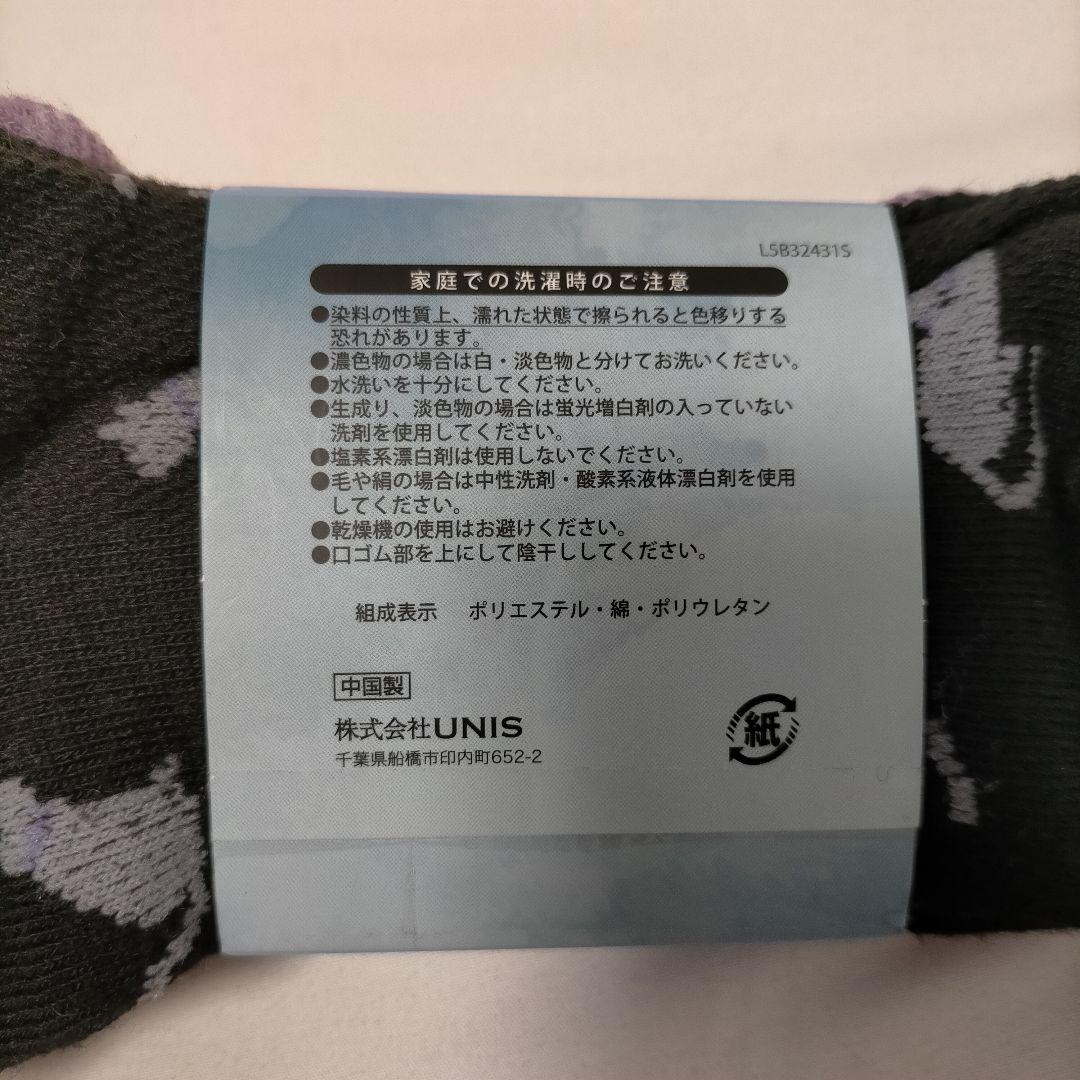 L5B32431S
家庭での洗濯時のご注意
●染料の性質上、濡れた状態で擦られると色移りする
恐れがあります。
●濃色物の場合は白・淡色物と分けてお洗いください。
●水洗いを十分にしてください。
●生成り、淡色物の場合は蛍光増白剤の入っていない
洗剤を使用してください。
●塩素系漂白剤は使用しないでください。
●毛や絹の場合は中性洗剤・酸素系液体漂白剤を使用
してください。
●乾燥機の使用はお避けください。
●口ゴム部を上にして陰干ししてください。
組成表示 ポリエステル・綿・ポリウレタン
中国製
株式会社UNIS
千葉県船橋市印内町652-2
紙